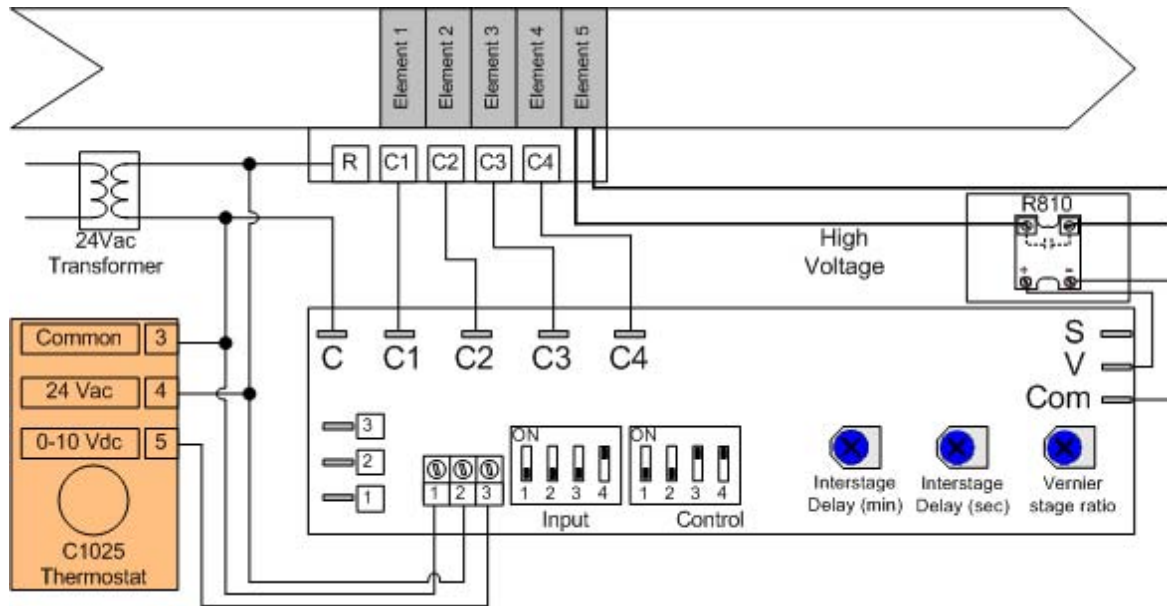 Element 1
Element 2
Element 3
Element 4
Element 5
R C1 C2 C3 C4
24Vac
Transformer
High
Voltage
R810
+ -
Common 3
24 Vac 4
0-10 Vdc 5
C1025
Thermostat
C C1 C2 C3 C4
S
V
Com
3
2
1
1 2 3
ON
1 2 3 4
Input
ON
1 2 3 4
Control
Interstage
Delay (min)
Interstage
Delay (sec)
Vernier
stage ratio